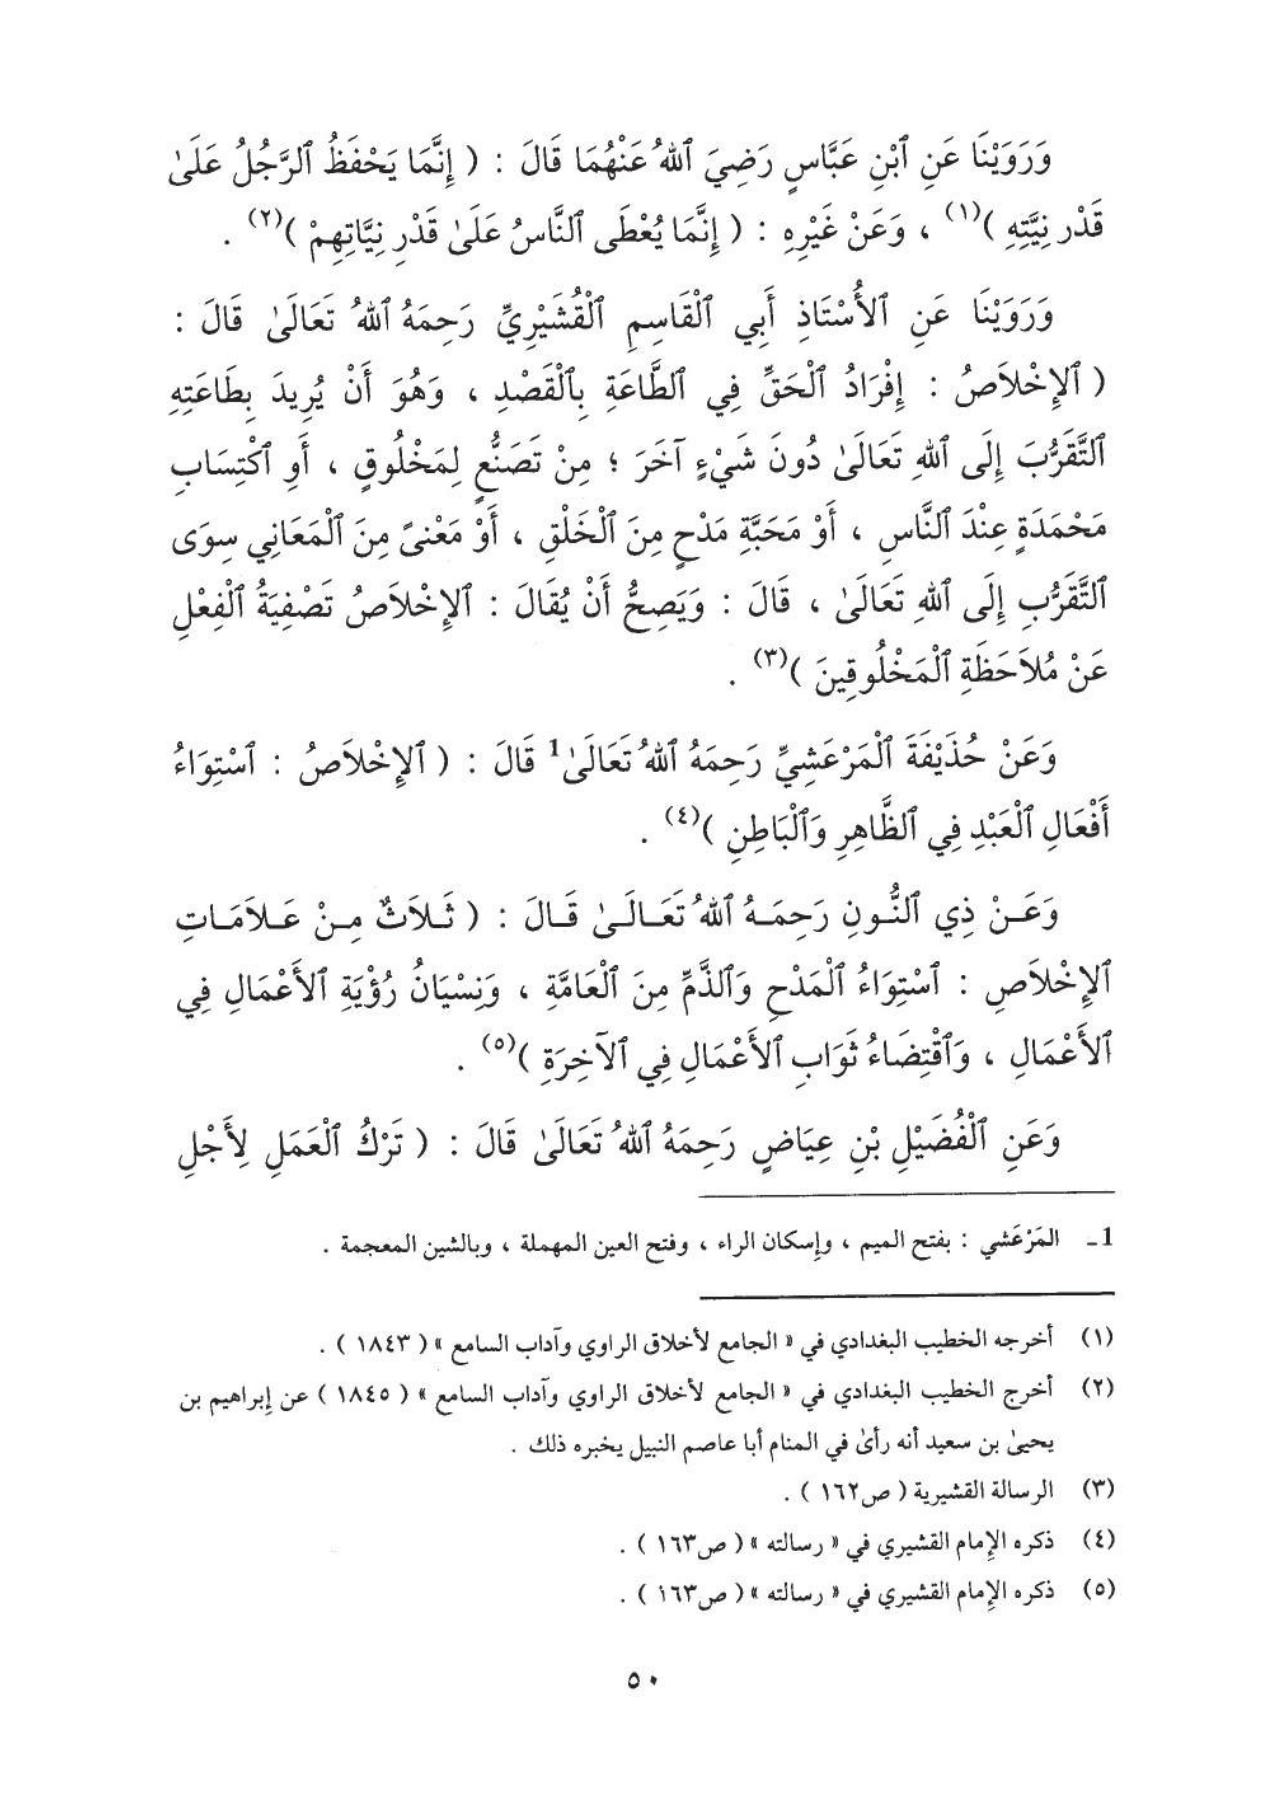 وَرَوَيْنَا عَنِ ٱبْنِ عَبَّاسٍ رَضِيَ ٱللهُ عَنْهُمَا قَالَ : ( إِنَّمَا يَحْفَظُ ٱلرَّجُلُ عَلَىٰ
قَدْرِ نِيَّتِهِ )(١) ، وَعَنْ غَيْرِهِ : ( إِنَّمَا يُعْطَى ٱلنَّاسُ عَلَىٰ قَدْرِ نِيَّاتِهِمْ )(٢) .
وَرَوَيْنَا عَنِ ٱلأُسْتَاذِ أَبِي ٱلْقَاسِمِ ٱلْقُشَيْرِيِّ رَحِمَهُ ٱللهُ تَعَالَىٰ قَالَ :
( ٱلإِخْلاَصُ : إِفْرَادُ ٱلْحَقِّ فِي ٱلطَّاعَةِ بِٱلْقَصْدِ ، وَهُوَ أَنْ يُرِيدَ بِطَاعَتِهِ
ٱلتَّقَرُّبَ إِلَى ٱللهِ تَعَالَىٰ دُونَ شَيْءٍ آخَرَ ؛ مِنْ تَصَنُّعٍ لِمَخْلُوقٍ ، أَوِ ٱكْتِسَابِ
مَحْمَدَةٍ عِنْدَ ٱلنَّاسِ ، أَوْ مَحَبَّةِ مَدْحٍ مِنَ ٱلْخَلْقِ ، أَوْ مَعْنىً مِنَ ٱلْمَعَانِي سِوَى
ٱلتَّقَرُّبِ إِلَى ٱللهِ تَعَالَىٰ ، قَالَ : وَيَصِحُّ أَنْ يُقَالَ : ٱلإِخْلاَصُ تَصْفِيَةُ ٱلْفِعْلِ
عَنْ مُلاَحَظَةِ ٱلْمَخْلُوقِينَ )(٣) .
وَعَنْ حُذَيْفَةَ ٱلْمَرْعَشِيِّ رَحِمَهُ ٱللهُ تَعَالَىٰ1 قَالَ : ( ٱلإِخْلاَصُ : ٱسْتِوَاءُ
أَفْعَالِ ٱلْعَبْدِ فِي ٱلظَّاهِرِ وَٱلْبَاطِنِ )(٤) .
وَعَنْ ذِي ٱلنُّونِ رَحِمَهُ ٱللهُ تَعَالَىٰ قَالَ : ( ثَلاَثٌ مِنْ عَلاَمَاتِ
ٱلإِخْلاَصِ : ٱسْتِوَاءُ ٱلْمَدْحِ وَٱلذَّمِّ مِنَ ٱلْعَامَّةِ ، وَنِسْيَانُ رُؤْيَةِ ٱلأَعْمَالِ فِي
ٱلأَعْمَالِ ، وَٱقْتِضَاءُ ثَوَابِ ٱلأَعْمَالِ فِي ٱلآخِرَةِ )(٥) .
وَعَنِ ٱلْفُضَيْلِ بْنِ عِيَاضٍ رَحِمَهُ ٱللهُ تَعَالَىٰ قَالَ : ( تَرْكُ ٱلْعَمَلِ لِأَجْلِ
1ـ المَرْعَشي : بفتح الميم ، وإسكان الراء ، وفتح العين المهملة ، وبالشين المعجمة .
(١) أخرجه الخطيب البغدادي في « الجامع لأخلاق الراوي وآداب السامع » ( ١٨٤٣ ) .
(٢) أخرج الخطيب البغدادي في « الجامع لأخلاق الراوي وآداب السامع » ( ١٨٤٥ ) عن إبراهيم بن
يحيىٰ بن سعيد أنه رأىٰ في المنام أبا عاصم النبيل يخبره ذلك .
(٣) الرسالة القشيرية ( ص١٦٢ ) .
(٤) ذكره الإمام القشيري في « رسالته » ( ص١٦٣ ) .
(٥) ذكره الإمام القشيري في « رسالته » ( ص١٦٣ ) .
٥٠